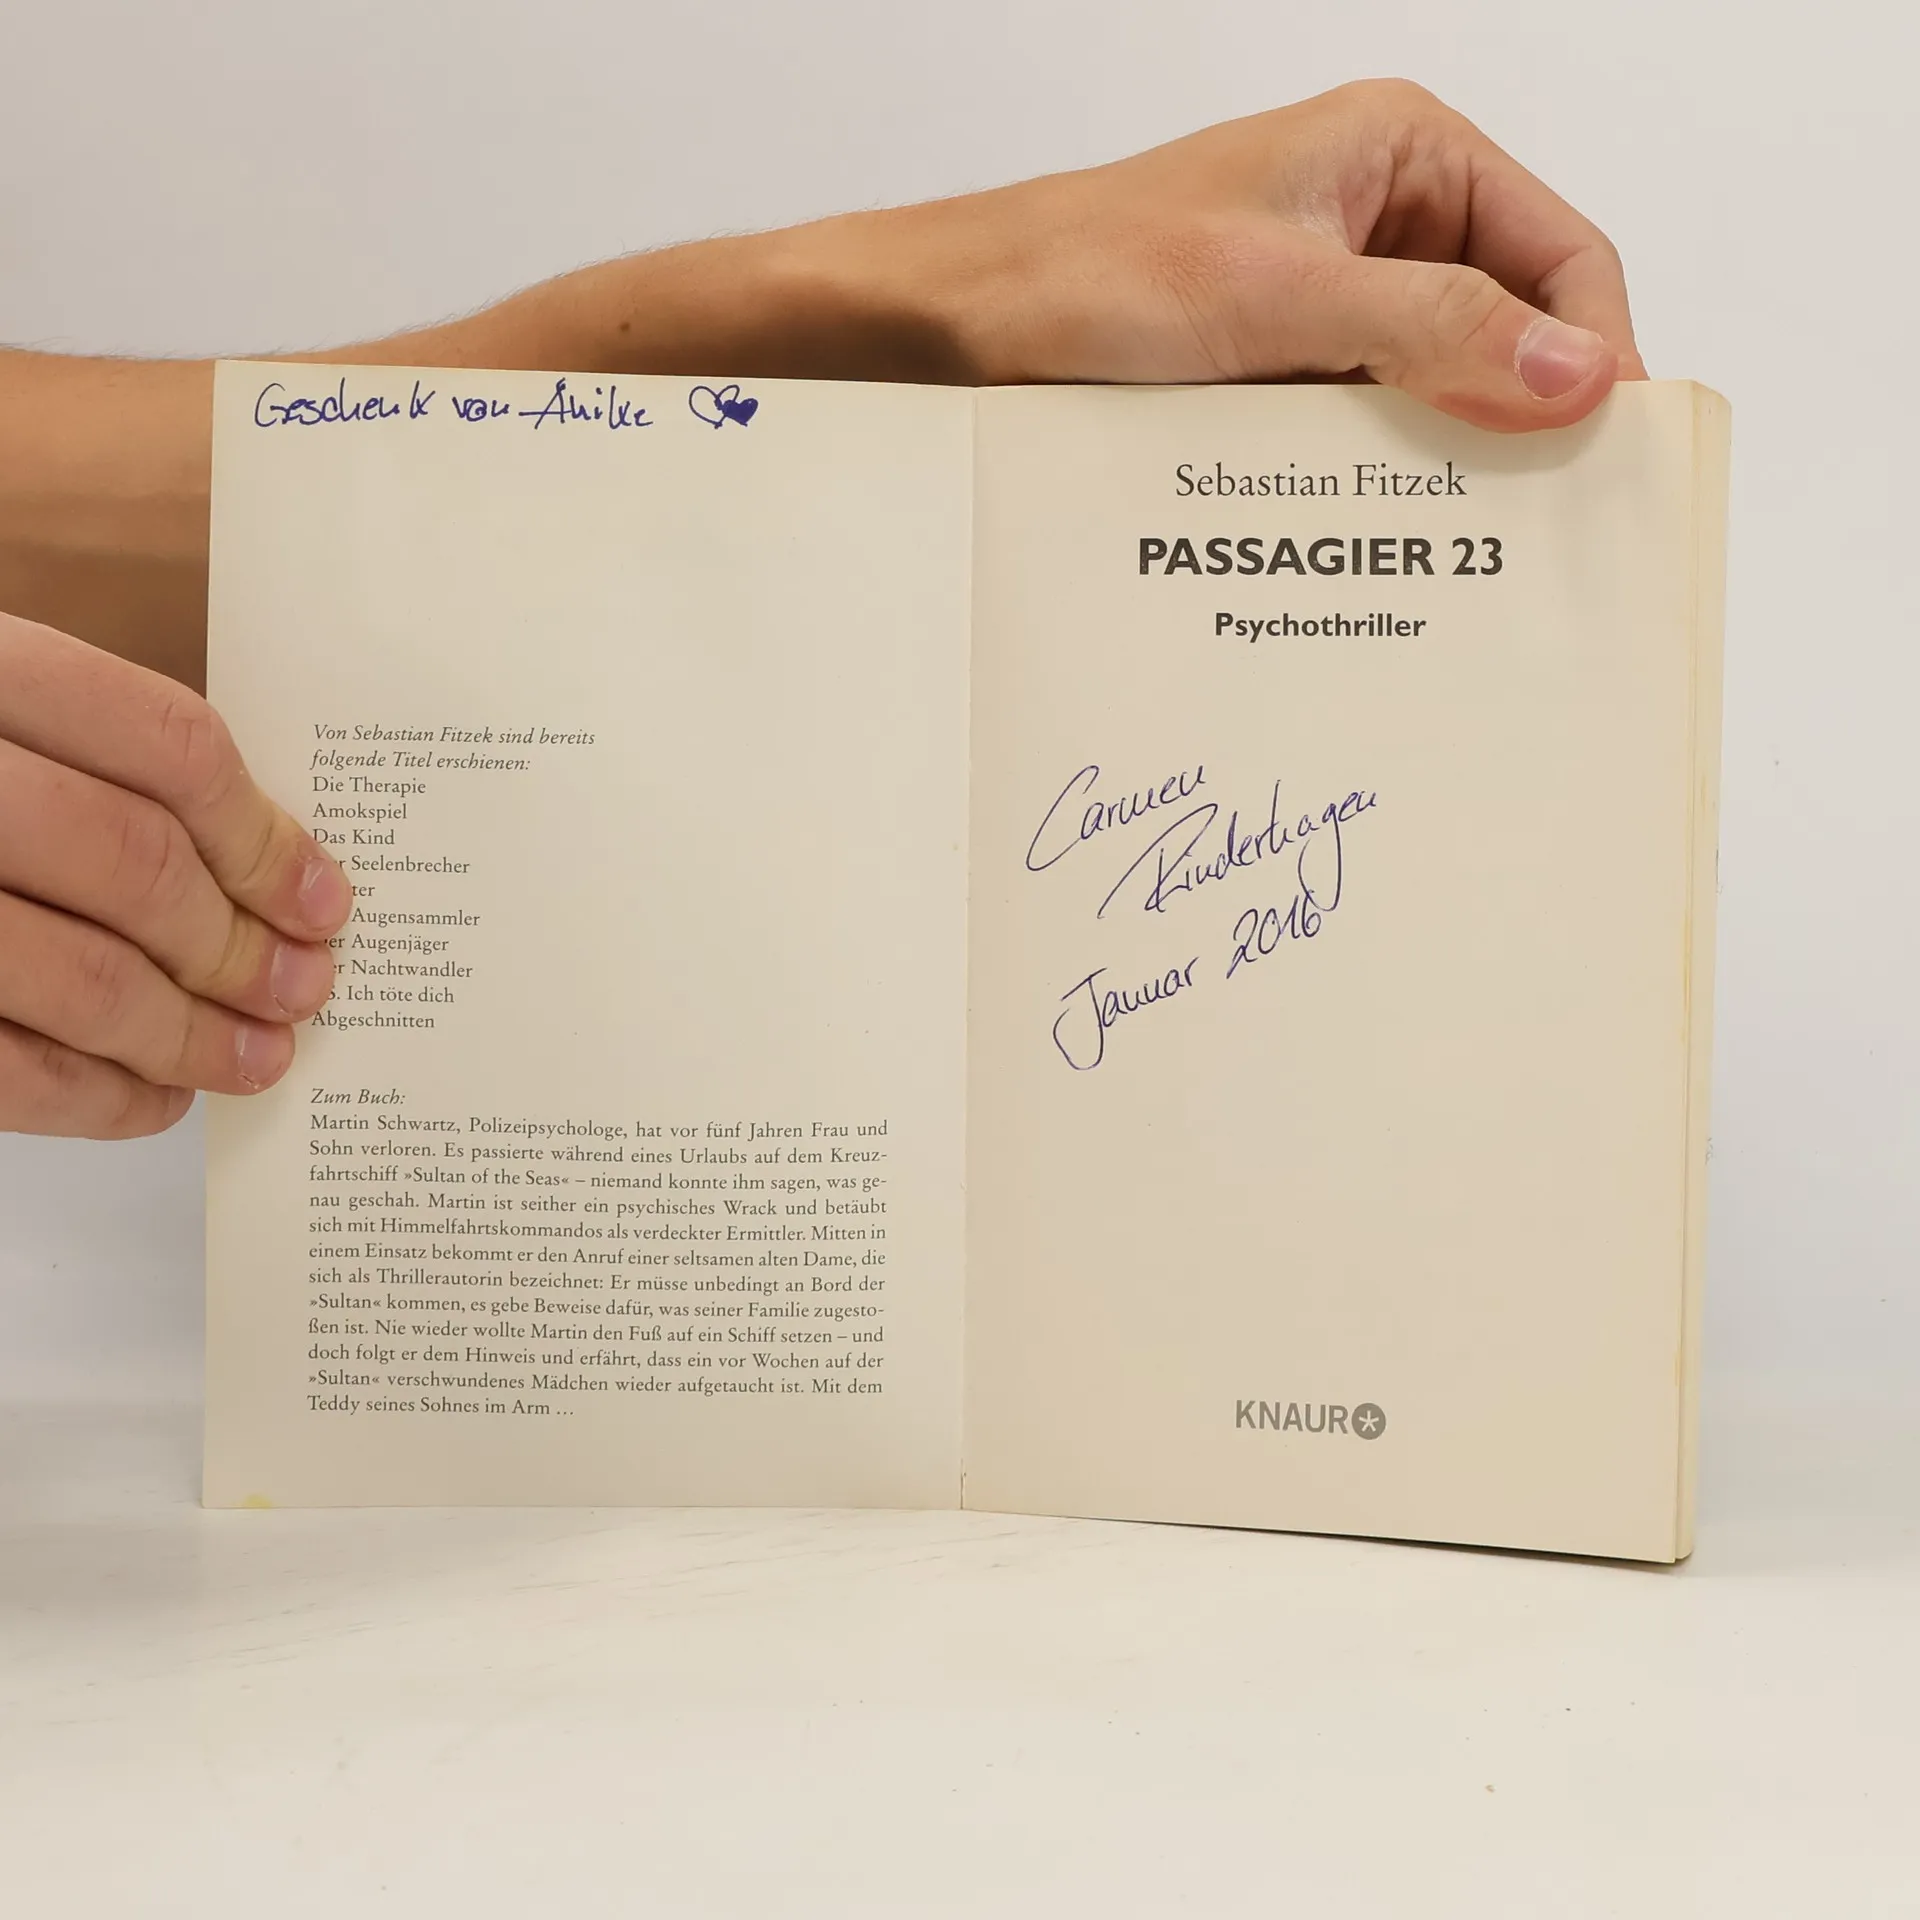 Geschenk von Anike
Von Sebastian Fitzek sind bereits
folgende Titel erschienen:
Die Therapie
Amokspiel
Das Kind
r Seelenbrecher
ter
Augensammler
er Augenjäger
r Nachtwandler
S. Ich töte dich
Abgeschnitten
Zum Buch:
Martin Schwartz, Polizeipsychologe, hat vor fünf Jahren Frau und
Sohn verloren. Es passierte während eines Urlaubs auf dem Kreuz-
fahrtschiff »Sultan of the Seas« – niemand konnte ihm sagen, was ge-
nau geschah. Martin ist seither ein psychisches Wrack und betäubt
sich mit Himmelfahrtskommandos als verdeckter Ermittler. Mitten in
einem Einsatz bekommt er den Anruf einer seltsamen alten Dame, die
sich als Thrillerautorin bezeichnet: Er müsse unbedingt an Bord der
»Sultan« kommen, es gebe Beweise dafür, was seiner Familie zugesto-
ßen ist. Nie wieder wollte Martin den Fuß auf ein Schiff setzen – und
doch folgt er dem Hinweis und erfährt, dass ein vor Wochen auf der
»Sultan« verschwundenes Mädchen wieder aufgetaucht ist. Mit dem
Teddy seines Sohnes im Arm ...
Sebastian Fitzek
PASSAGIER 23
Psychothriller
Carmen
Rinderhagen
Januar 2016
KNAUR